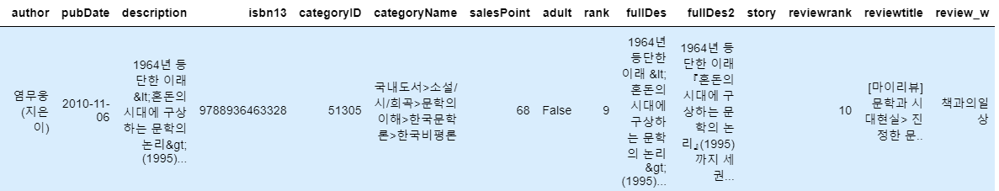 author pubDate description isbn13 categoryID categoryName salesPoint adult rank fullDes fullDes2 story reviewrank reviewtitle review_w
염무웅
(지은
이)
2010-11-
06
1964년 등
단한 이래
&lt;혼돈의
시대에 구상
하는 문학의
논리&gt;
(1995)...
9788936463328
51305
국내도서>소설/
시/희곡>문학의
이해>한국문학
론>한국비평론
68
False
9
1964년
등단한
이래 &lt;
혼돈의
시대에
구상하
는 문학
의 논리
&gt;
(1995)...
1964년 등
단한 이래
『혼돈의
시대에 구
상하는 문
학의 논
리』(1995)
까지 세
권...
10
[마이리뷰]
문학과 시
대현실> 진
정한 문..
책과의일
상